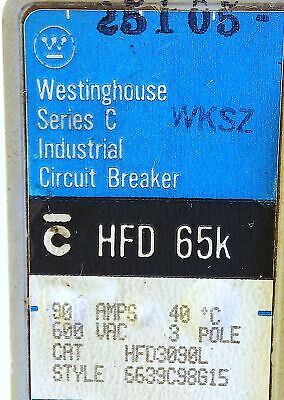 25105-
Westinghouse
Series C
WKSZ
Industrial
Circuit Breaker
HFD 65k
90 AMPS 40 °C
600 VAC 3 POLE
CAT HFD3090L
STYLE 6639C98G15